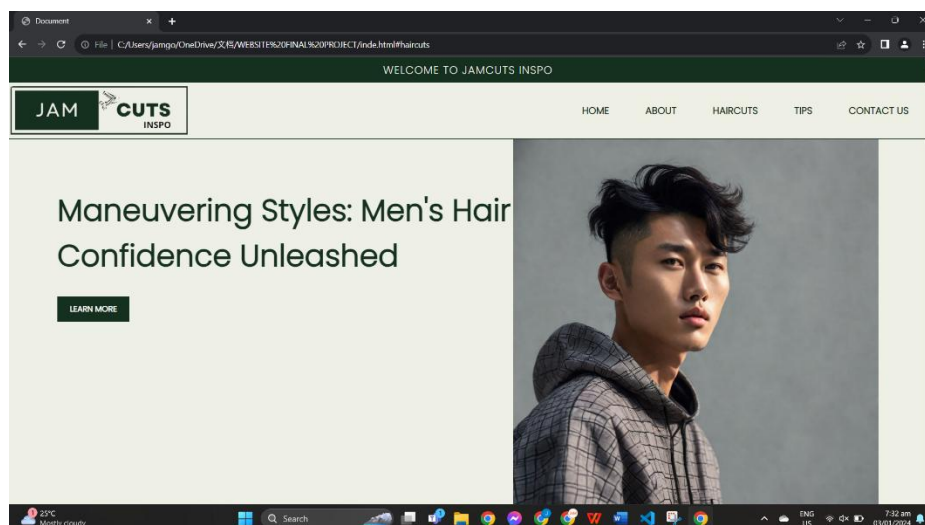 Document
File | C:/Users/jamgo/OneDrive/文档/WEBSITE%20FINAL%20PROJECT/inde.html#haircuts
WELCOME TO JAMCUTS INSPO
JAM CUTS
INSPO
HOME ABOUT HAIRCUTS TIPS CONTACT US
Maneuvering Styles: Men's Hair
Confidence Unleashed
LEARN MORE
25°C
Mostly cloudy
Search
ENG
US
7:32 am
03/01/2024